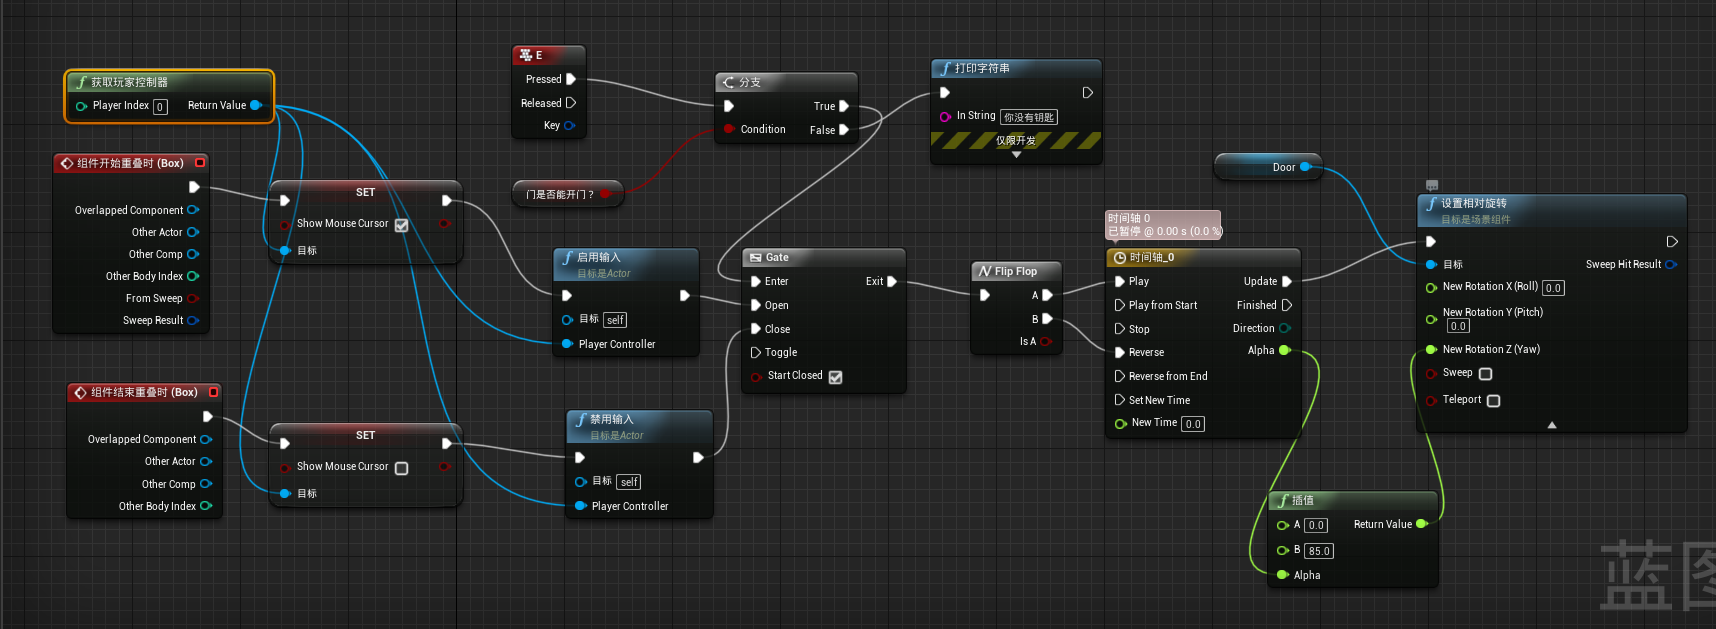 获取玩家控制器
Player Index 0 Return Value
组件开始重叠时 (Box)
Overlapped Component
Other Actor
Other Comp
Other Body Index
From Sweep
Sweep Result
SET
Show Mouse Cursor
目标
组件结束重叠时 (Box)
Overlapped Component
Other Actor
Other Comp
Other Body Index
SET
Show Mouse Cursor
目标
E
Pressed
Released
Key
门是否能开门？
分支
True
Condition False
打印字符串
In String 你没有钥匙
仅限开发
启用输入
目标是Actor
目标 self
Player Controller
禁用输入
目标是Actor
目标 self
Player Controller
Gate
Enter Exit
Open
Close
Toggle
Start Closed
Flip Flop
A
B
Is A
时间轴 0
已暂停 @ 0.00 s (0.0 %)
时间轴_0
Play Update
Play from Start Finished
Stop Direction
Reverse Alpha
Reverse from End
Set New Time
New Time 0.0
Door
设置相对旋转
目标是场景组件
目标 Sweep Hit Result
New Rotation X (Roll) 0.0
New Rotation Y (Pitch)
0.0
New Rotation Z (Yaw)
Sweep
Teleport
插值
A 0.0 Return Value
B 85.0
Alpha
蓝图